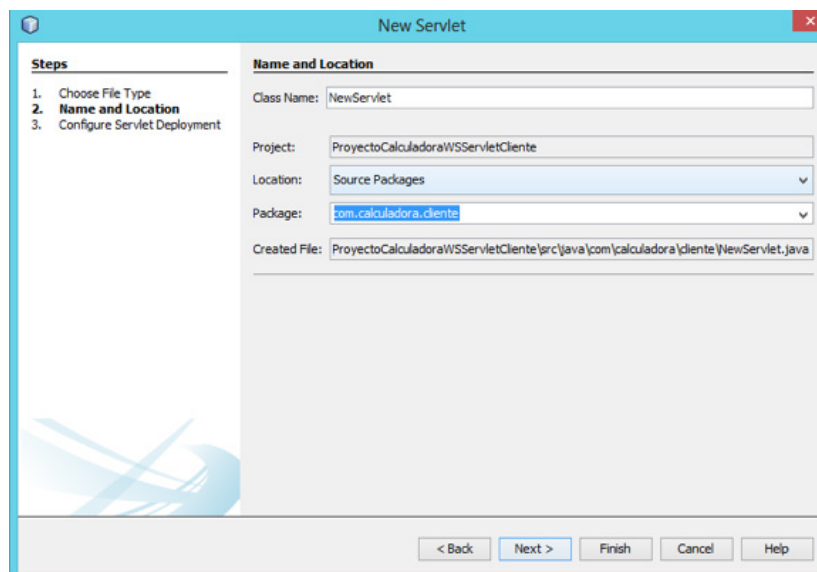 New Servlet
Steps
1. Choose File Type
2. Name and Location
3. Configure Servlet Deployment
Name and Location
Class Name: NewServlet
Project: ProyectoCalculadoraWSServletCliente
Location: Source Packages
Package: com.calculadora.cliente
Created File: ProyectoCalculadoraWSServletCliente\src\java\com\calculadora\cliente\NewServlet.java
< Back Next > Finish Cancel Help